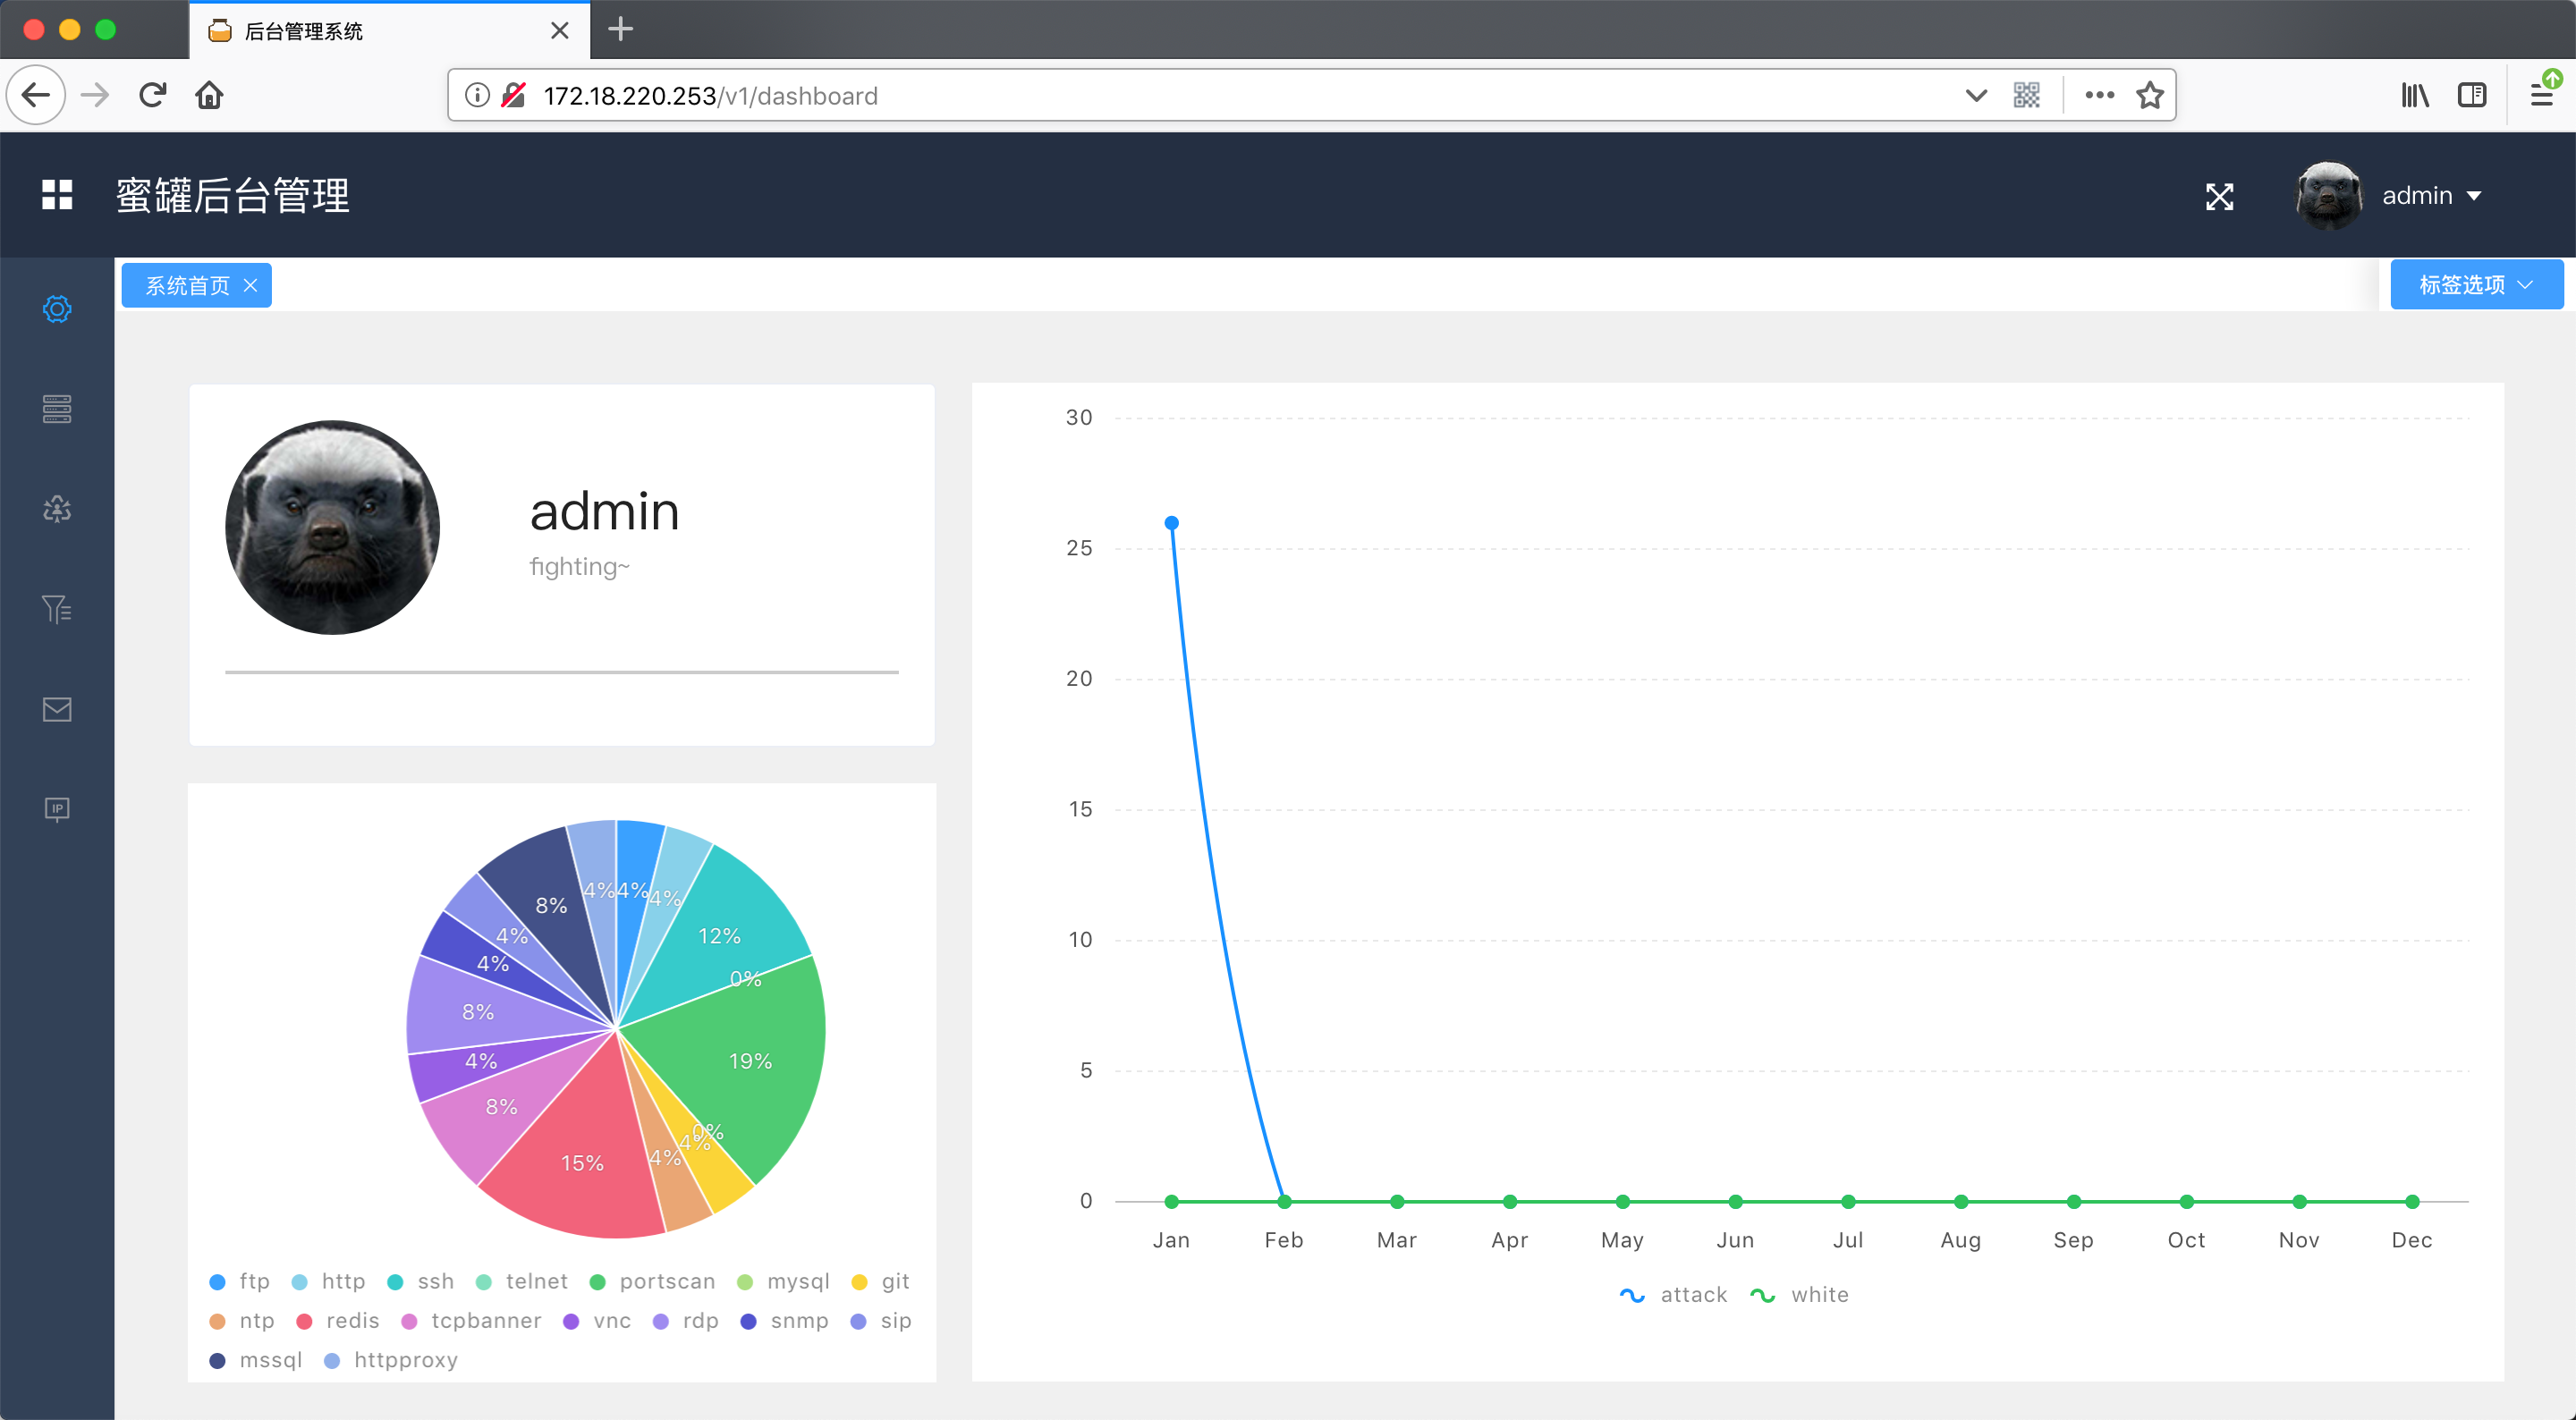 后台管理系统
172.18.220.253/v1/dashboard
蜜罐后台管理
admin
系统首页
标签选项
admin
fighting~
4%
4%
4%
12%
0%
19%
0%
4%
4%
15%
8%
4%
8%
4%
4%
8%
ftp http ssh telnet portscan mysql git
ntp redis tcpbanner vnc rdp snmp sip
mssql httpproxy
30
25
20
15
10
5
0
Jan Feb Mar Apr May Jun Jul Aug Sep Oct Nov Dec
attack white
IP